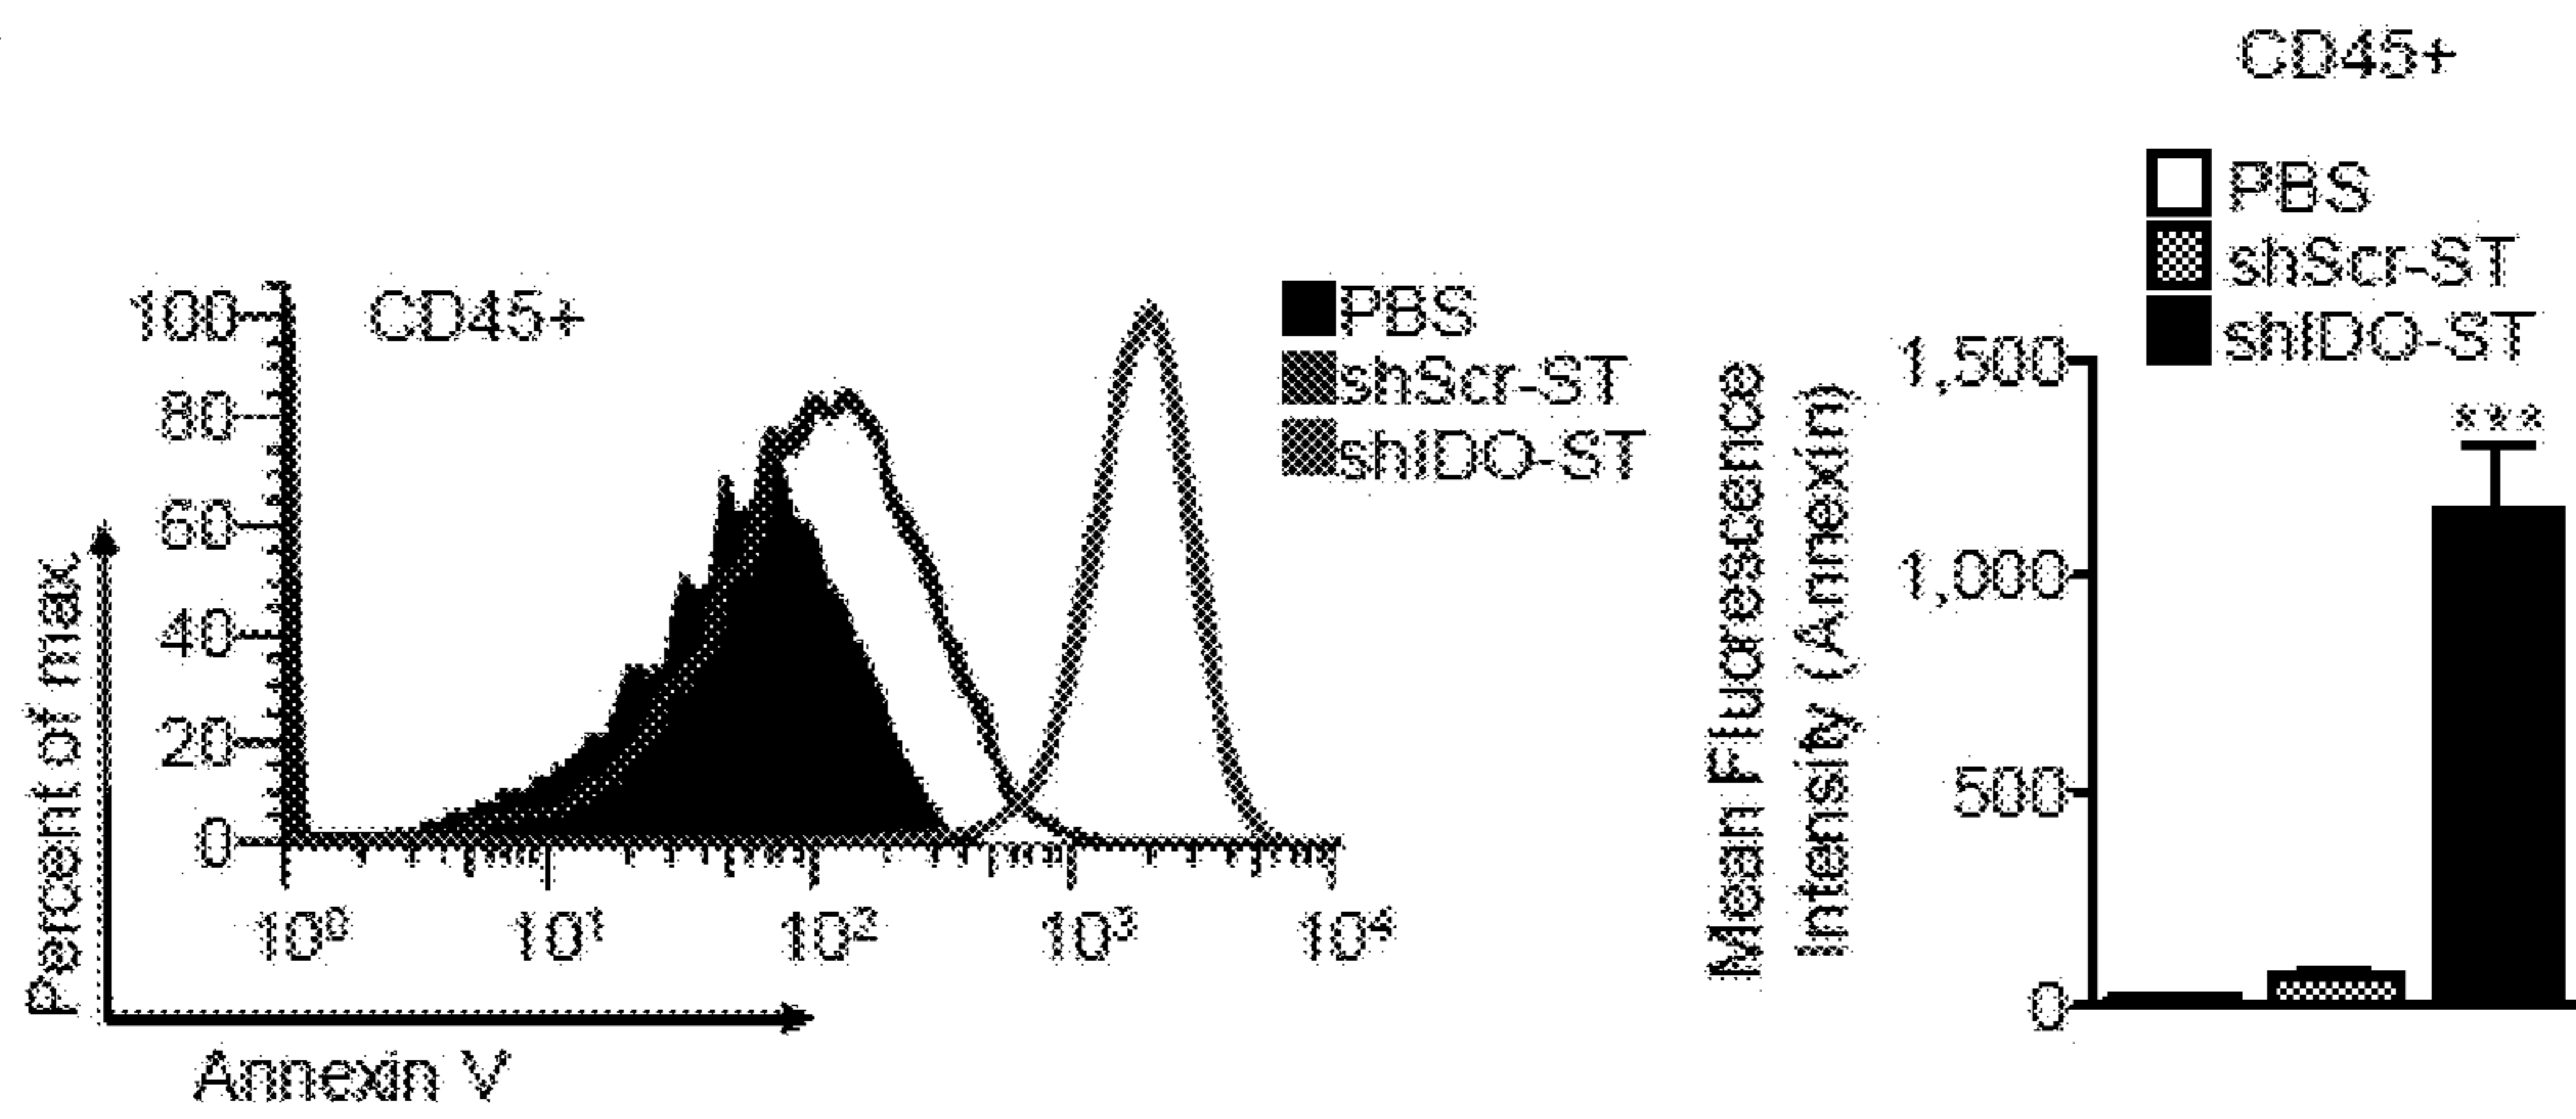 CD45+
PBS
shScr-ST
shIDO-ST
100
80
60
40
20
0
Percent of max
10⁰ 10¹ 10² 10³ 10⁴
Annexin V
CD45+
PBS
shScr-ST
shIDO-ST
1,500
1,000
500
0
Mean Fluorescence
Intensity (Annexin)
***